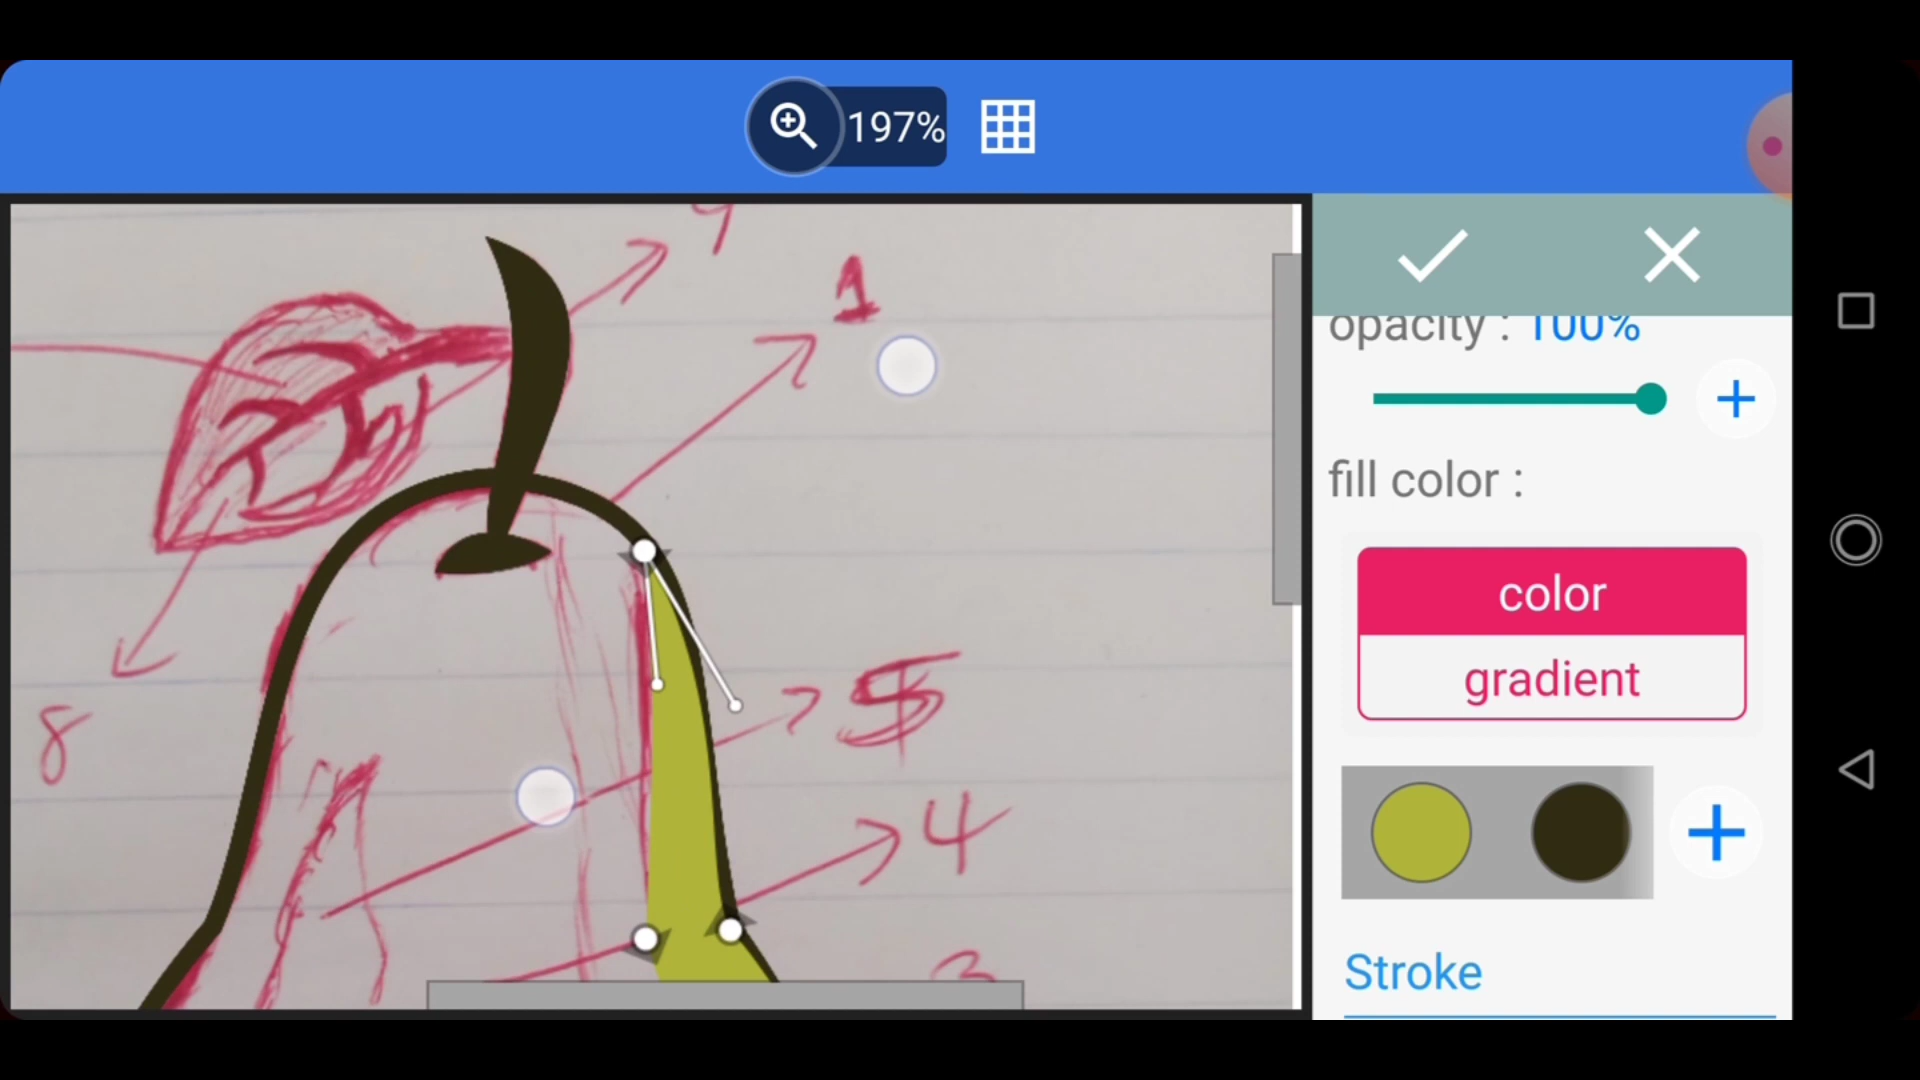 197%
1
opacity : 100%
fill color :
color
gradient
5
8
4
Stroke